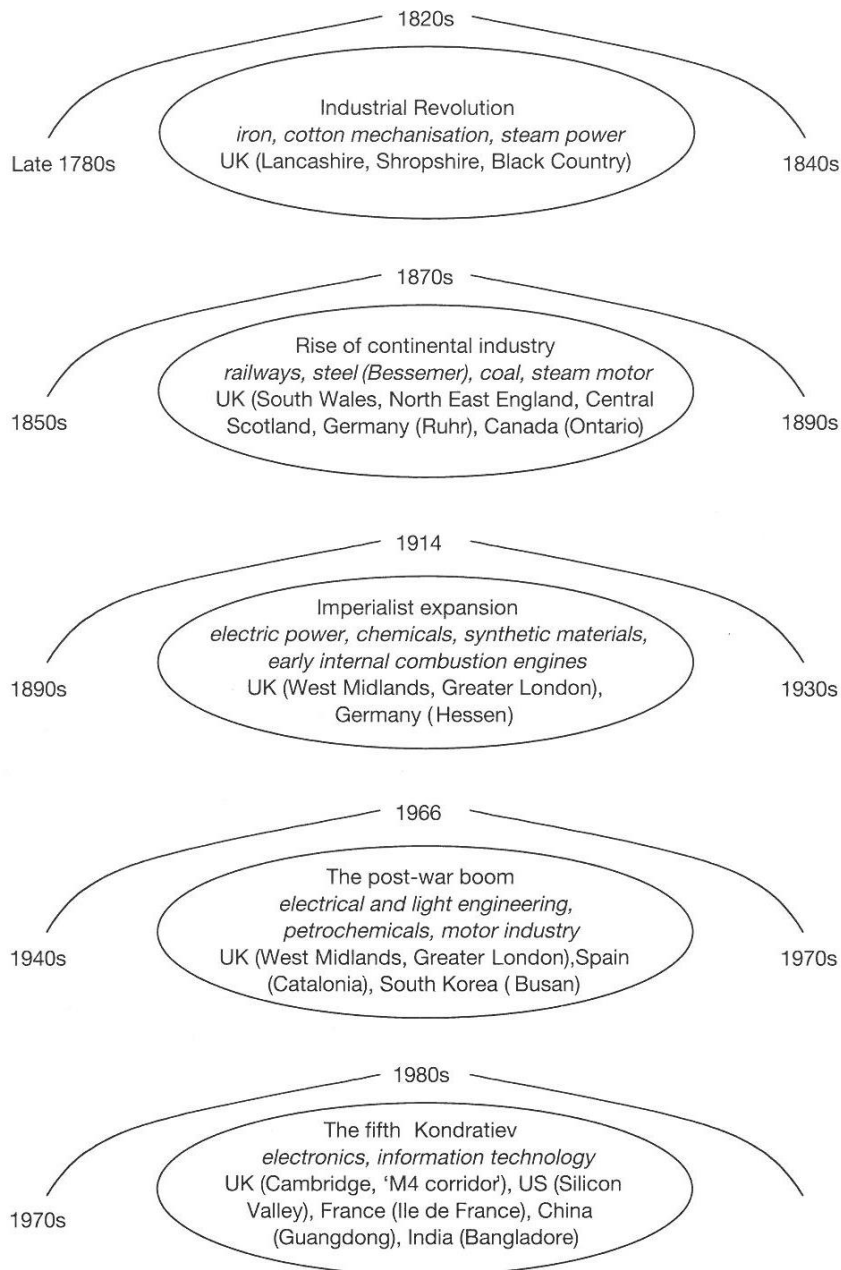 1820s
Industrial Revolution
iron, cotton mechanisation, steam power
UK (Lancashire, Shropshire, Black Country)
Late 1780s
1840s
1870s
Rise of continental industry
railways, steel (Bessemer), coal, steam motor
UK (South Wales, North East England, Central
Scotland, Germany (Ruhr), Canada (Ontario)
1850s
1890s
1914
Imperialist expansion
electric power, chemicals, synthetic materials,
early internal combustion engines
UK (West Midlands, Greater London),
Germany (Hessen)
1890s
1930s
1966
The post-war boom
electrical and light engineering,
petrochemicals, motor industry
UK (West Midlands, Greater London),Spain
(Catalonia), South Korea ( Busan)
1940s
1970s
1980s
The fifth Kondratiev
electronics, information technology
UK (Cambridge, 'M4 corridor'), US (Silicon
Valley), France (Ile de France), China
(Guangdong), India (Bangladore)
1970s